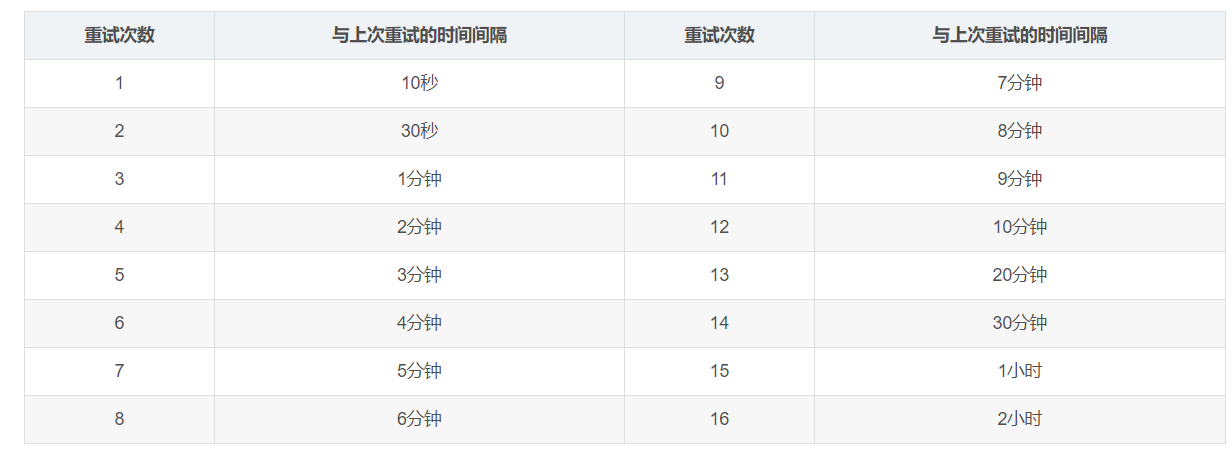 重试次数 与上次重试的时间间隔 重试次数 与上次重试的时间间隔
1 10秒 9 7分钟
2 30秒 10 8分钟
3 1分钟 11 9分钟
4 2分钟 12 10分钟
5 3分钟 13 20分钟
6 4分钟 14 30分钟
7 5分钟 15 1小时
8 6分钟 16 2小时